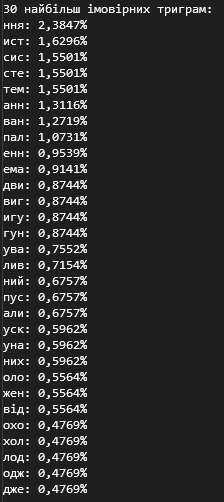 30 найбільш імовірних триграм:
ння: 2,3847%
ист: 1,6296%
сис: 1,5501%
сте: 1,5501%
тем: 1,5501%
анн: 1,3116%
ван: 1,2719%
пал: 1,0731%
енн: 0,9539%
ема: 0,9141%
дви: 0,8744%
виг: 0,8744%
игу: 0,8744%
гун: 0,8744%
ува: 0,7552%
лив: 0,7154%
ний: 0,6757%
пус: 0,6757%
али: 0,6757%
уск: 0,5962%
уна: 0,5962%
них: 0,5962%
оло: 0,5564%
жен: 0,5564%
від: 0,5564%
охо: 0,4769%
хол: 0,4769%
лод: 0,4769%
одж: 0,4769%
дже: 0,4769%